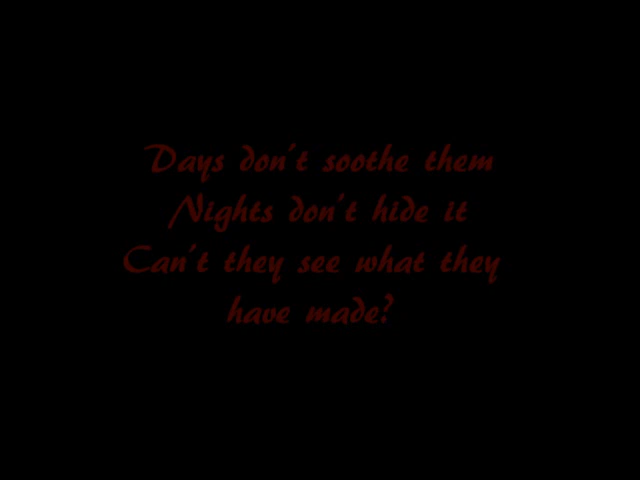 Days don't soothe them
Nights don't hide it
Can't they see what they
have made?